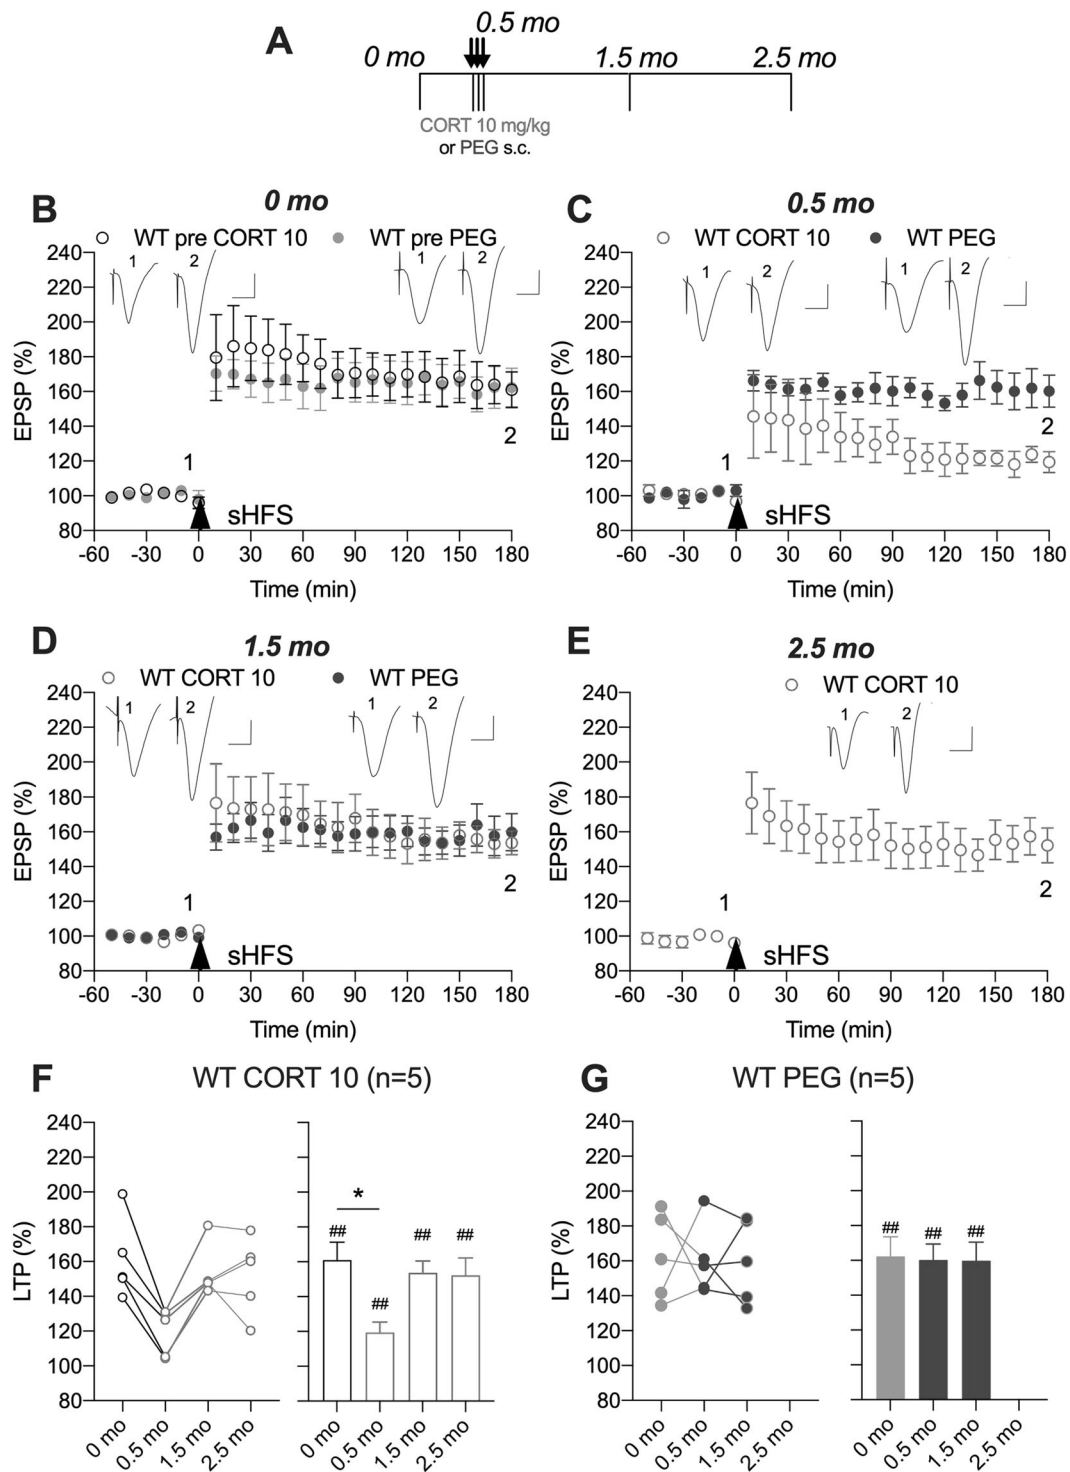 A
0.5 mo
0 mo
1.5 mo
2.5 mo
CORT 10 mg/kg
or PEG s.c.
B
0 mo
WT pre CORT 10
WT pre PEG
1
2
1
2
240
220
200
180
160
140
120
100
80
EPSP (%)
1
2
sHFS
-60 -30 0 30 60 90 120 150 180
Time (min)
C
0.5 mo
WT CORT 10
WT PEG
1
2
1
2
240
220
200
180
160
140
120
100
80
EPSP (%)
1
2
sHFS
-60 -30 0 30 60 90 120 150 180
Time (min)
D
1.5 mo
WT CORT 10
WT PEG
1
2
1
2
240
220
200
180
160
140
120
100
80
EPSP (%)
1
2
sHFS
-60 -30 0 30 60 90 120 150 180
Time (min)
E
2.5 mo
WT CORT 10
1
2
240
220
200
180
160
140
120
100
80
EPSP (%)
1
2
sHFS
-60 -30 0 30 60 90 120 150 180
Time (min)
F
WT CORT 10 (n=5)
240
220
200
180
160
140
120
100
80
LTP (%)
0 mo
0.5 mo
1.5 mo
2.5 mo
*
##
##
##
##
0 mo
0.5 mo
1.5 mo
2.5 mo
G
WT PEG (n=5)
240
220
200
180
160
140
120
100
80
LTP (%)
0 mo
0.5 mo
1.5 mo
2.5 mo
##
##
##
0 mo
0.5 mo
1.5 mo
2.5 mo